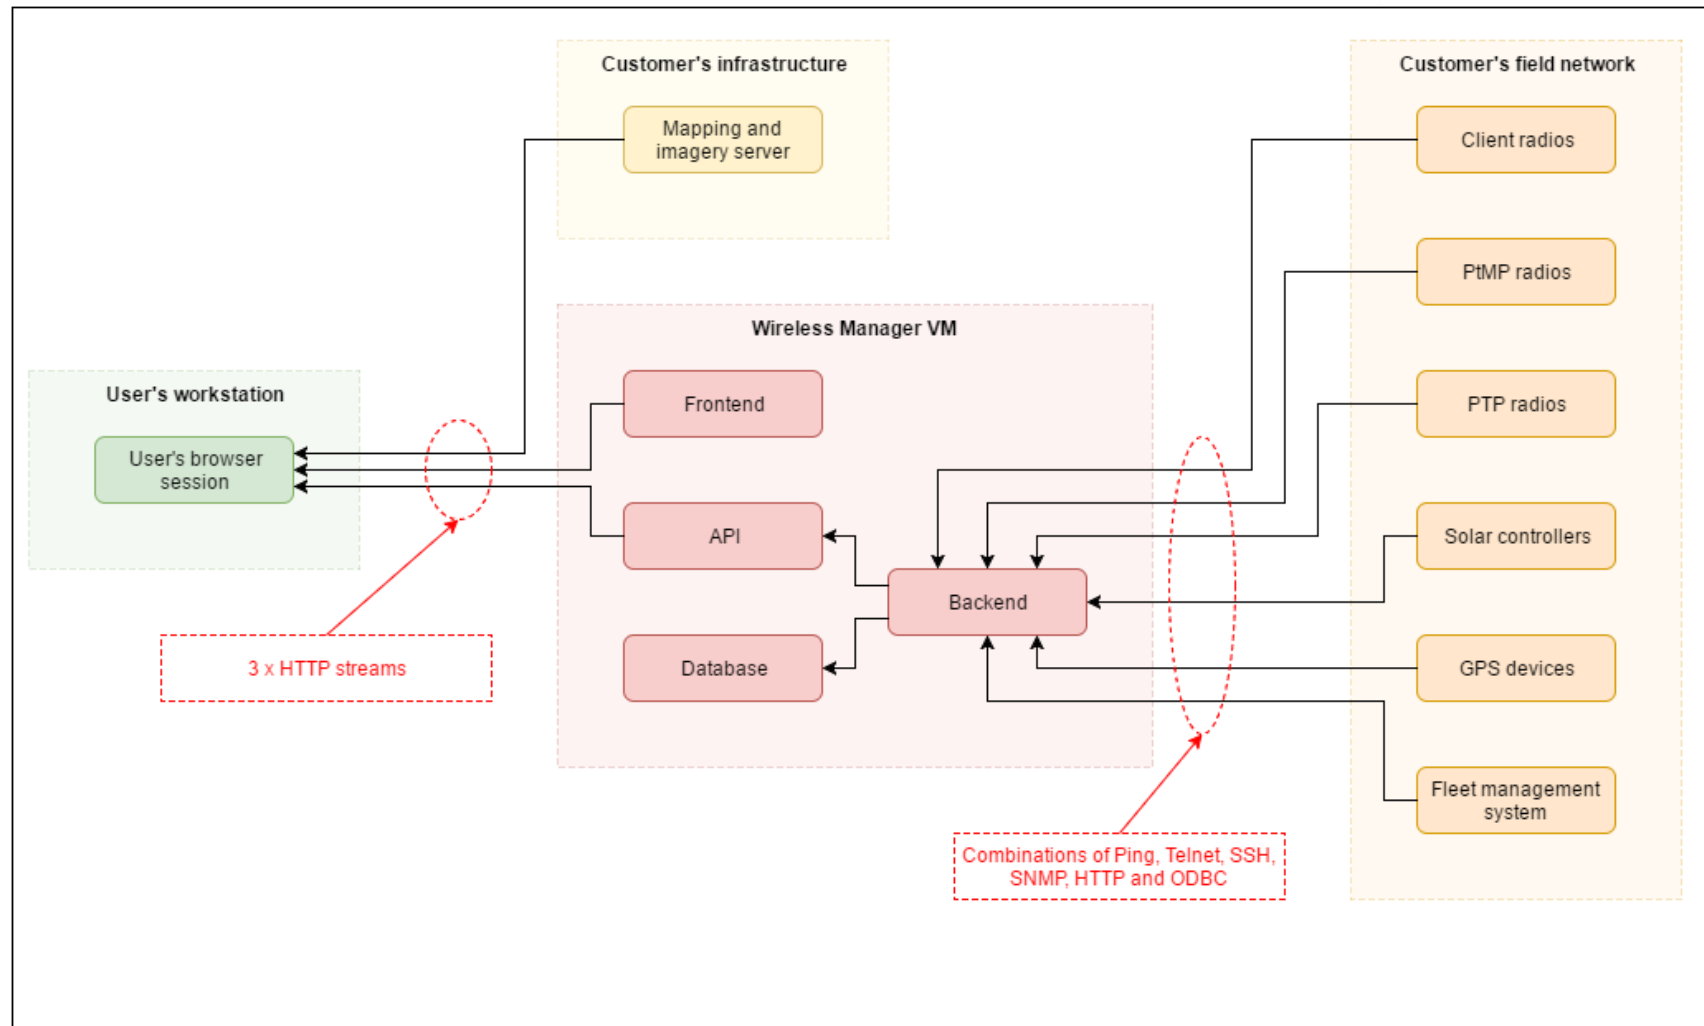 Customer's infrastructure
Mapping and
imagery server
Customer's field network
Client radios
PtMP radios
PTP radios
Solar controllers
GPS devices
Fleet management
system
Wireless Manager VM
Frontend
API
Database
Backend
User's workstation
User's browser
session
3 x HTTP streams
Combinations of Ping, Telnet, SSH,
SNMP, HTTP and ODBC